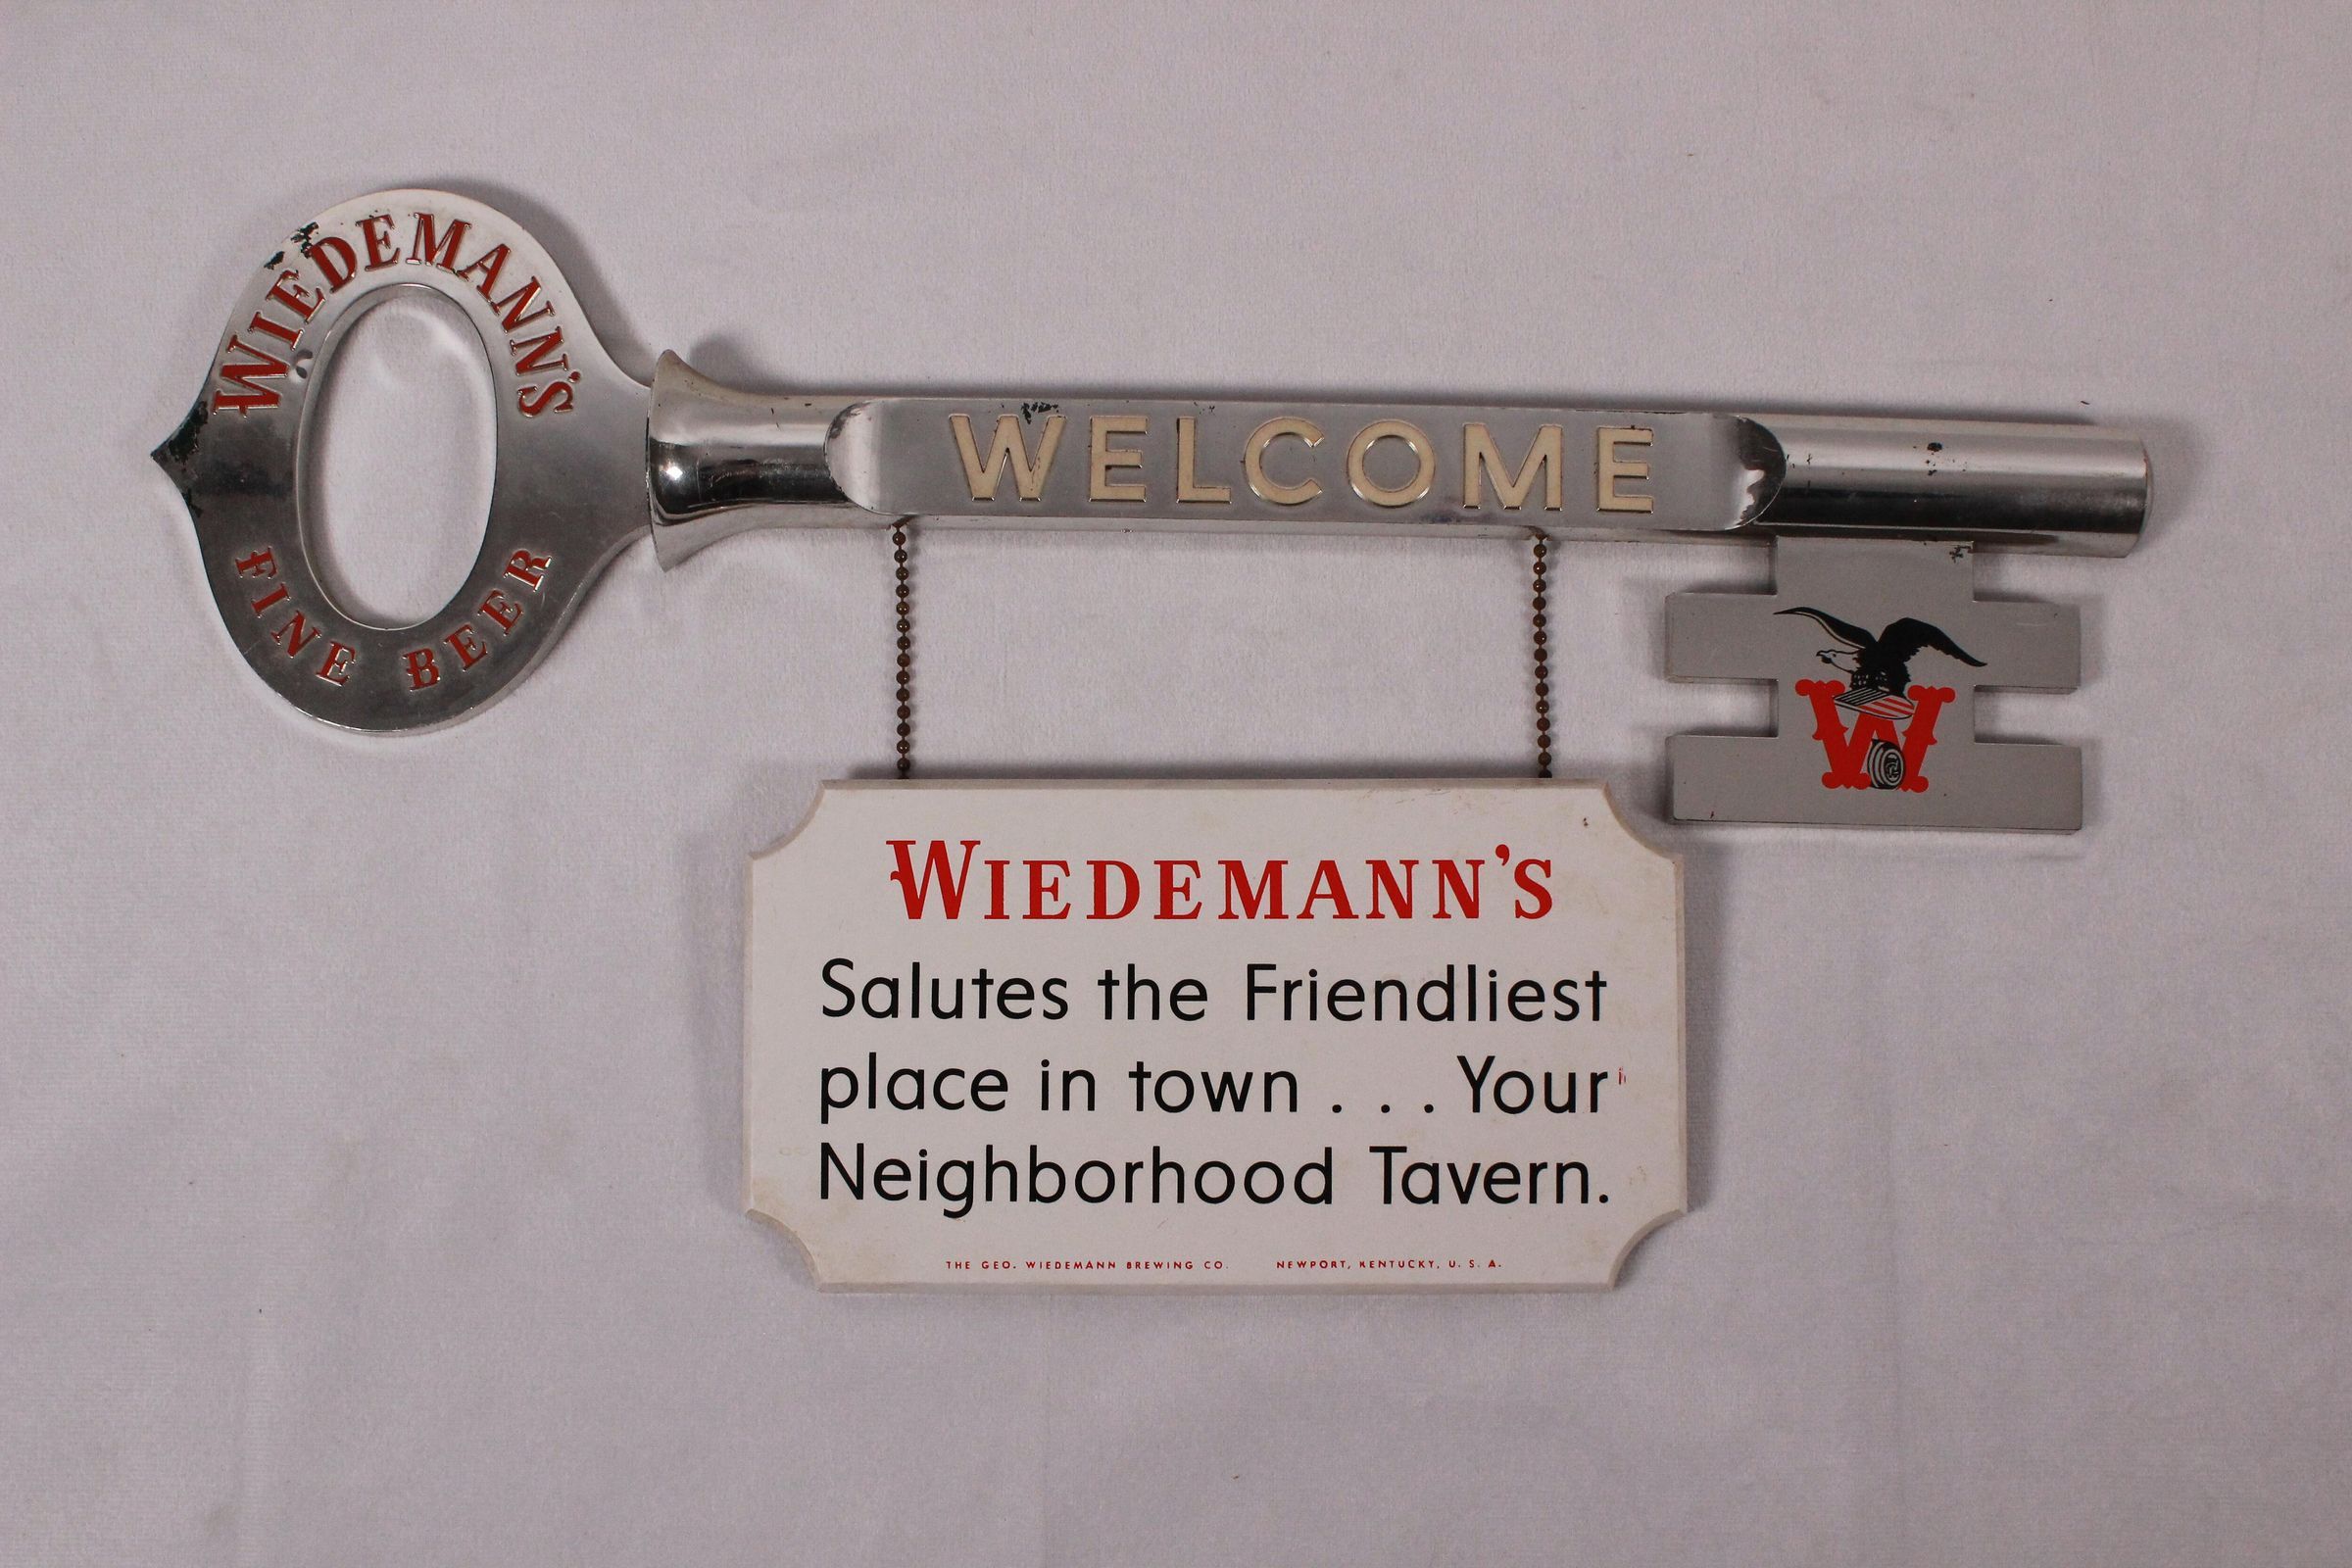 WIEDEMANN'S
FINE BEER
WELCOME
W
WIEDEMANN'S
Salutes the Friendliest
place in town . . . Your
Neighborhood Tavern.
THE GEO. WIEDEMANN BREWING CO. NEWPORT, KENTUCKY, U. S. A.